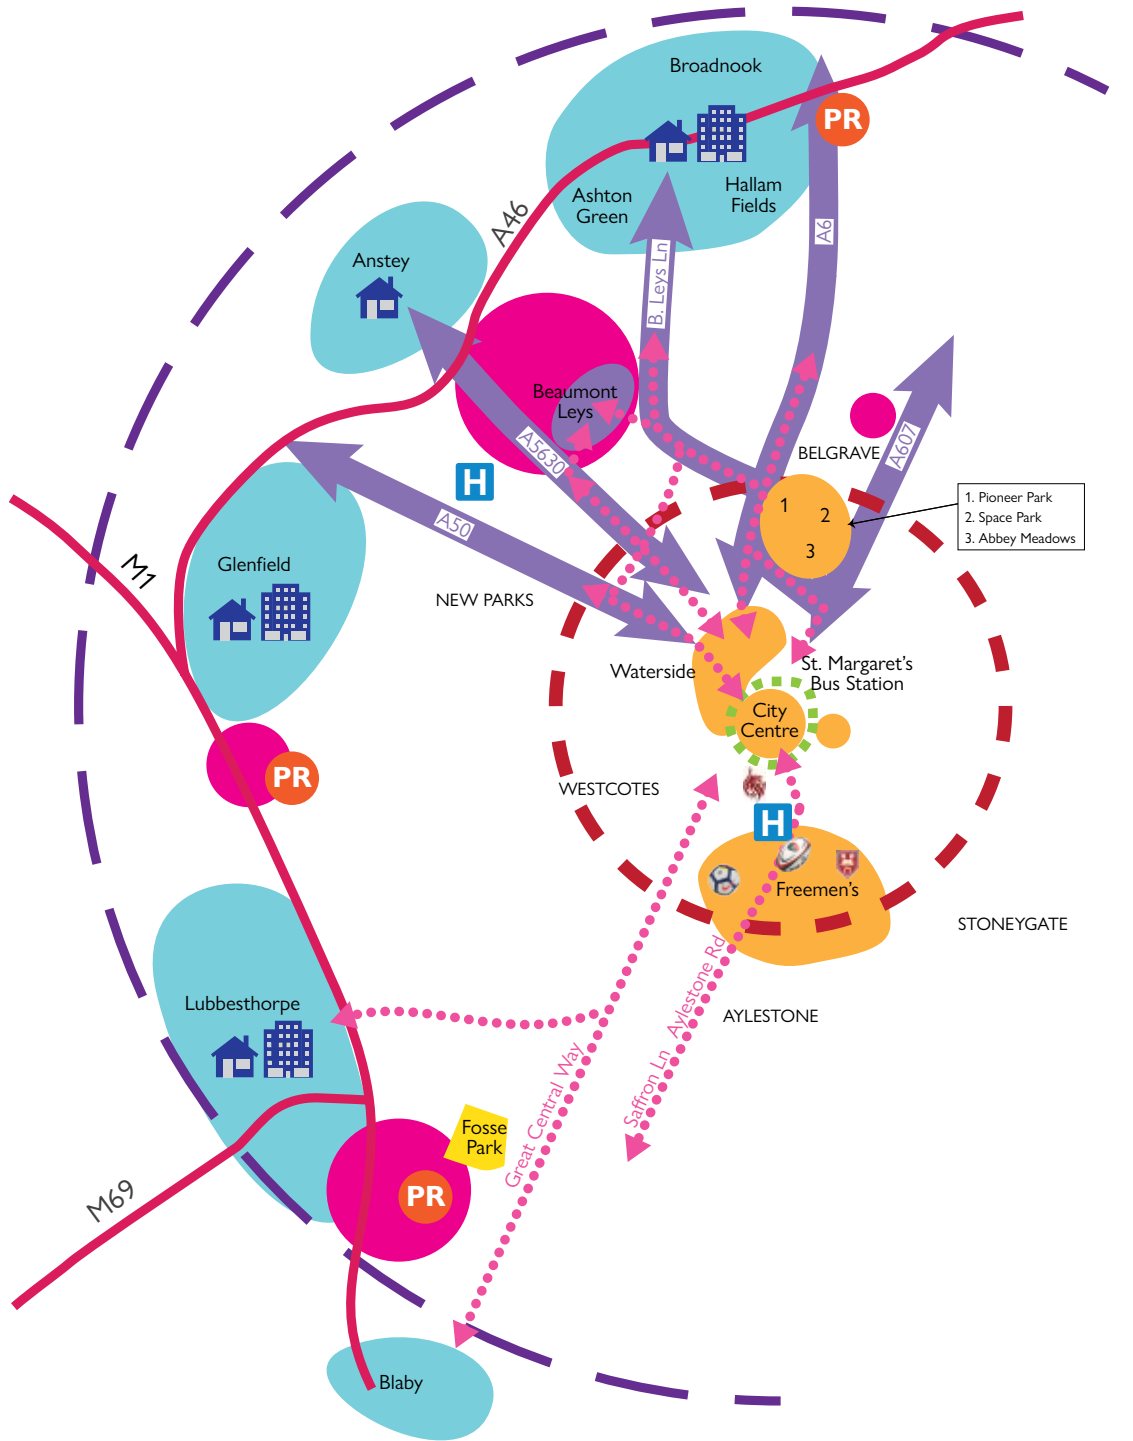 Broadnook
PR
Hallam
Fields
Ashton
Green
A46
A6
Anstey
B. Leys Ln
Beaumont
Leys
A5630
BELGRAVE
A607
H
A50
1
2
3
1. Pioneer Park
2. Space Park
3. Abbey Meadows
M1
Glenfield
NEW PARKS
Waterside
St. Margaret's
Bus Station
City
Centre
PR
WESTCOTES
H
Freemen's
STONEYGATE
Lubbesthorpe
AYLESTONE
Saffron Ln
Aylestone Rd
Great Central Way
Fosse
Park
PR
M69
Blaby